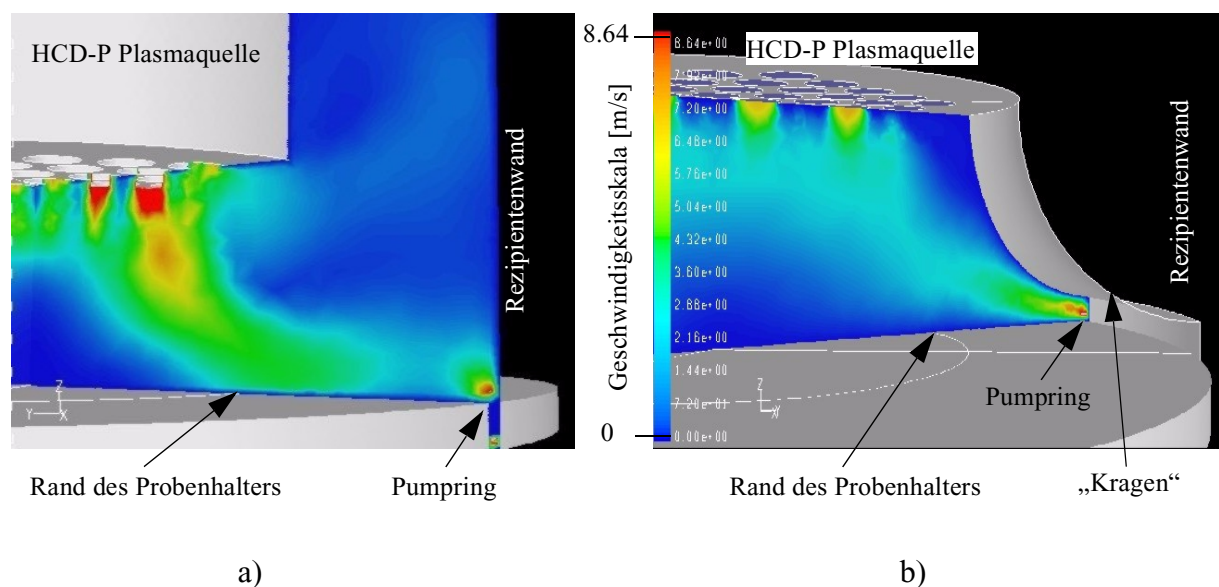 HCD-P Plasmaquelle
Rezipientenwand
Z
Y
X
Rand des Probenhalters
Pumpring
a)
8.64
Geschwindigkeitsskala [m/s]
0
8.64e+00
7.92e+00
7.20e+00
6.48e+00
5.76e+00
5.04e+00
4.32e+00
3.60e+00
2.88e+00
2.16e+00
1.44e+00
7.20e-01
0.00e+00
HCD-P Plasmaquelle
Rezipientenwand
Z
Pumpring
Rand des Probenhalters
„Kragen“
b)